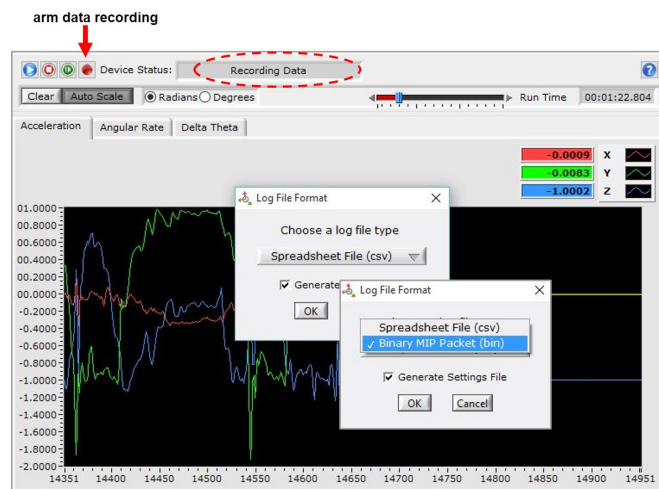 arm data recording
Device Status: Recording Data
Clear Auto Scale Radians Degrees Run Time 00:01:22.804
Acceleration Angular Rate Delta Theta
-0.0009 X
-0.0083 Y
-1.0002 Z
Log File Format
Choose a log file type
Spreadsheet File (csv)
Generate
OK
Log File Format
Spreadsheet File (csv)
✓ Binary MIP Packet (bin)
Generate Settings File
OK Cancel
01.0000
00.8000
00.6000
00.4000
00.2000
00.0000
-0.2000
-0.4000
-0.6000
-0.8000
-1.0000
-1.2000
-1.4000
-1.6000
-1.8000
-2.0000
14351 14400 14450 14500 14550 14600 14650 14700 14750 14800 14850 14900 14951